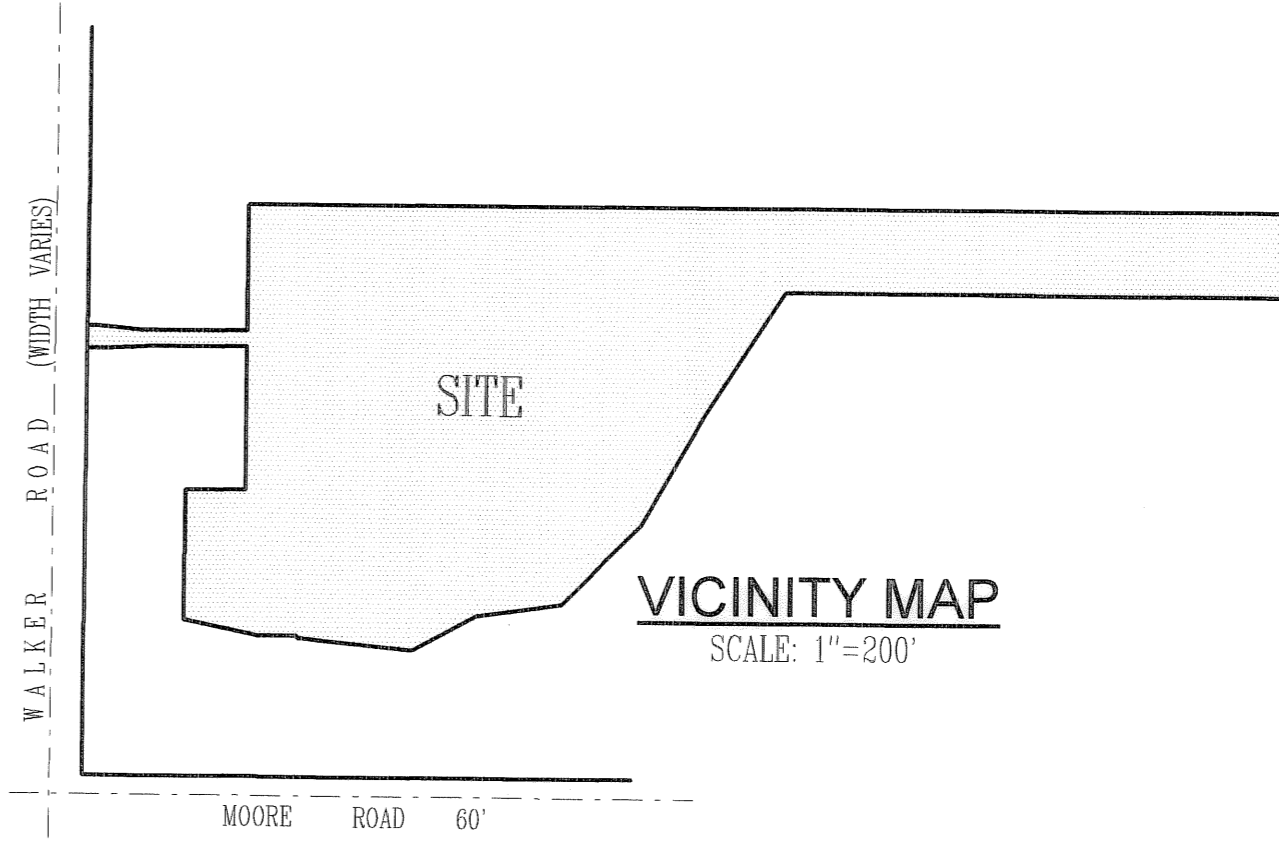 WALKER ROAD (WIDTH VARIES)
SITE
VICINITY MAP
SCALE: 1"=200'
MOORE ROAD 60'